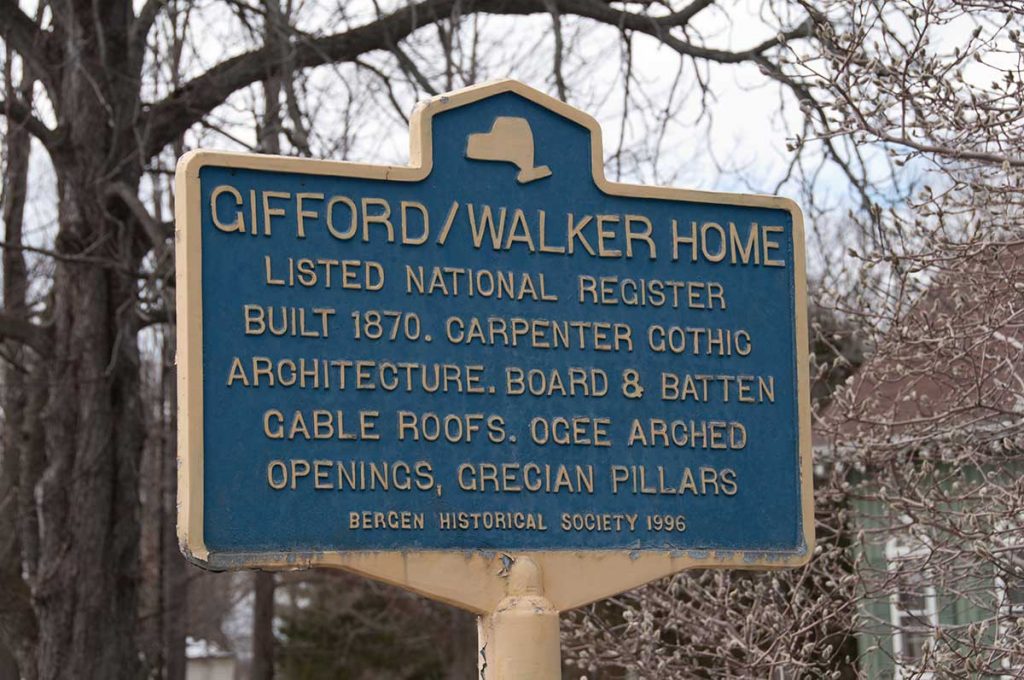 GIFFORD/WALKER HOME
LISTED NATIONAL REGISTER
BUILT 1870. CARPENTER GOTHIC
ARCHITECTURE. BOARD & BATTEN
GABLE ROOFS. OGEE ARCHED
OPENINGS, GRECIAN PILLARS
BERGEN HISTORICAL SOCIETY 1996